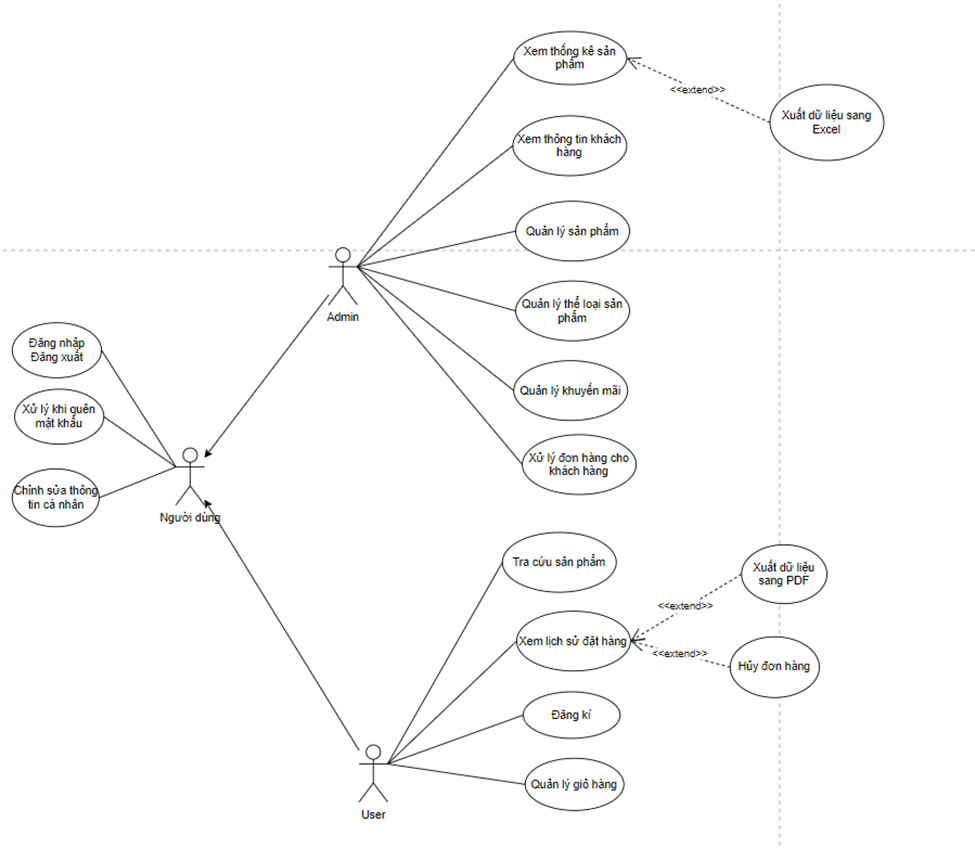 Xem thống kê sản
phẩm
<<extend>>
Xuất dữ liệu sang
Excel
Xem thông tin khách
hàng
Quản lý sản phẩm
Admin
Quản lý thể loại sản
phẩm
Đăng nhập
Đăng xuất
Quản lý khuyến mãi
Xử lý khi quên
mật khẩu
Xử lý đơn hàng cho
khách hàng
Chỉnh sửa thông
tin cá nhân
Người dùng
Tra cứu sản phẩm
Xuất dữ liệu
sang PDF
<<extend>>
Xem lịch sử đặt hàng
<<extend>>
Hủy đơn hàng
Đăng kí
Quản lý giỏ hàng
User